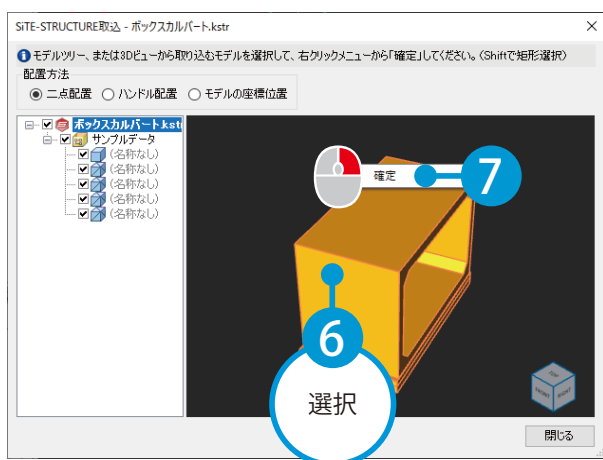 SiTE-STRUCTURE取込 - ボックスカルバート.kstr
モデルツリー、または3Dビューから取り込むモデルを選択して、右クリックメニューから「確定」してください。(Shiftで矩形選択)
配置方法
二点配置 ハンドル配置 モデルの座標位置
ボックスカルバート.kstr
サンプルデータ
(名称なし)
(名称なし)
(名称なし)
(名称なし)
(名称なし)
確定
7
6
選択
TOP
FRONT RIGHT
閉じる